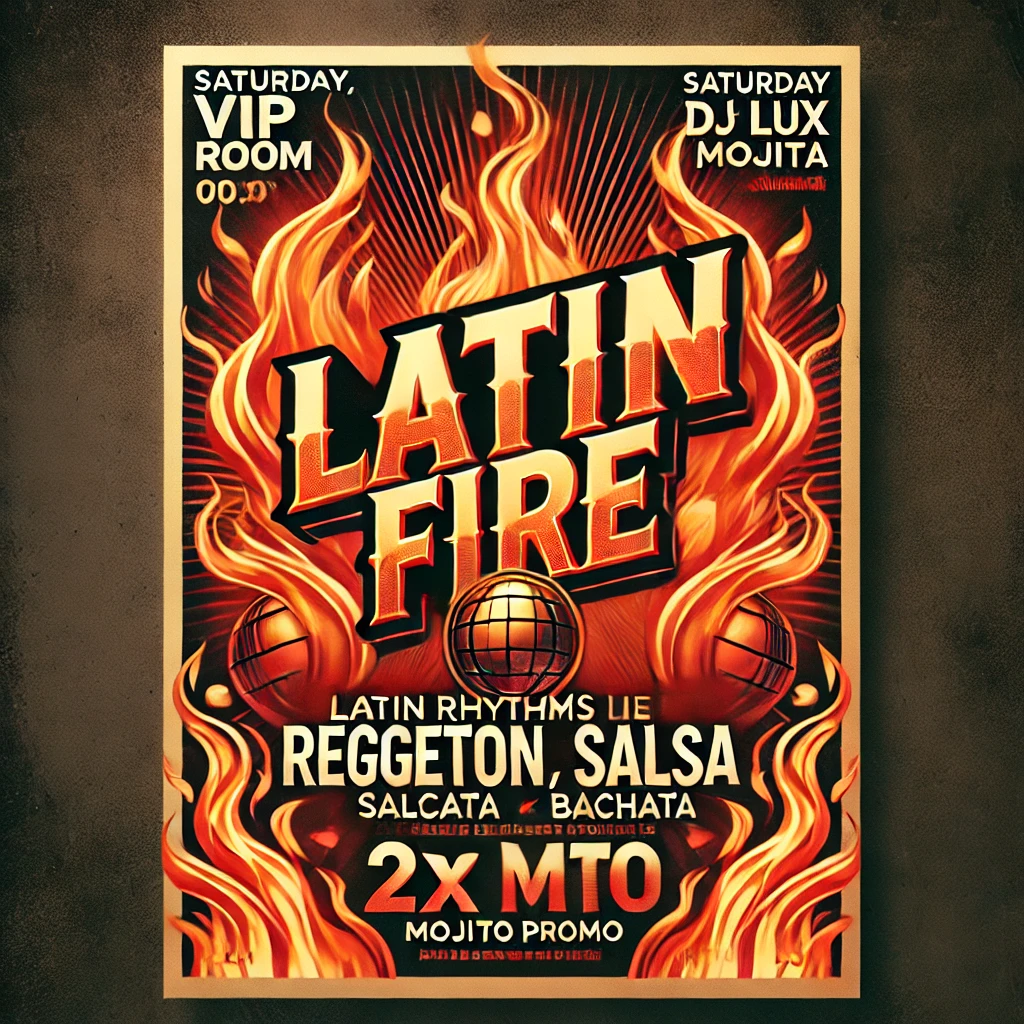 SATURDAY,
VIP
ROOM
SATURDAY
DJ LUX
MOJITA
LATIN
FIRE
LATIN RHYTHMS
REGGETON, SALSA
SALCATA BACHATA
2x MTO
MOJITO PROMO